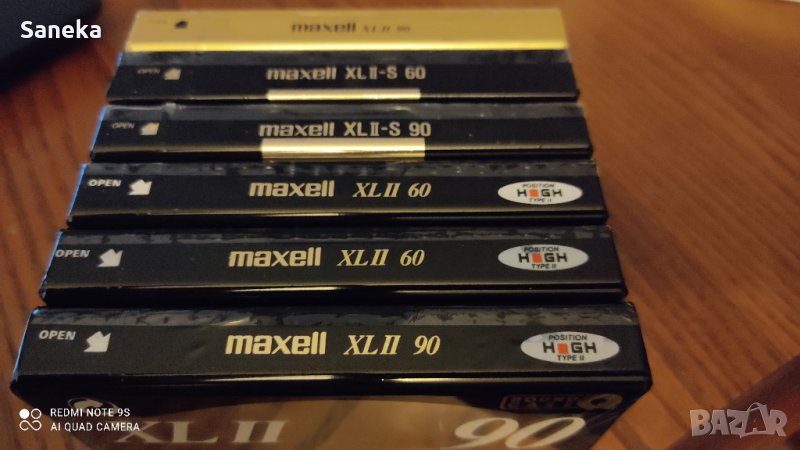 Saneka
maxell XLII 90
OPEN maxell XLII-S 60
OPEN maxell XLII-S 90
OPEN maxell XLII 60 POSITION HIGH TYPE II
OPEN maxell XLII 60 POSITION HIGH TYPE II
OPEN maxell XLII 90 POSITION HIGH TYPE II
XLII 90
REDMI NOTE 9S
AI QUAD CAMERA
BAZAR